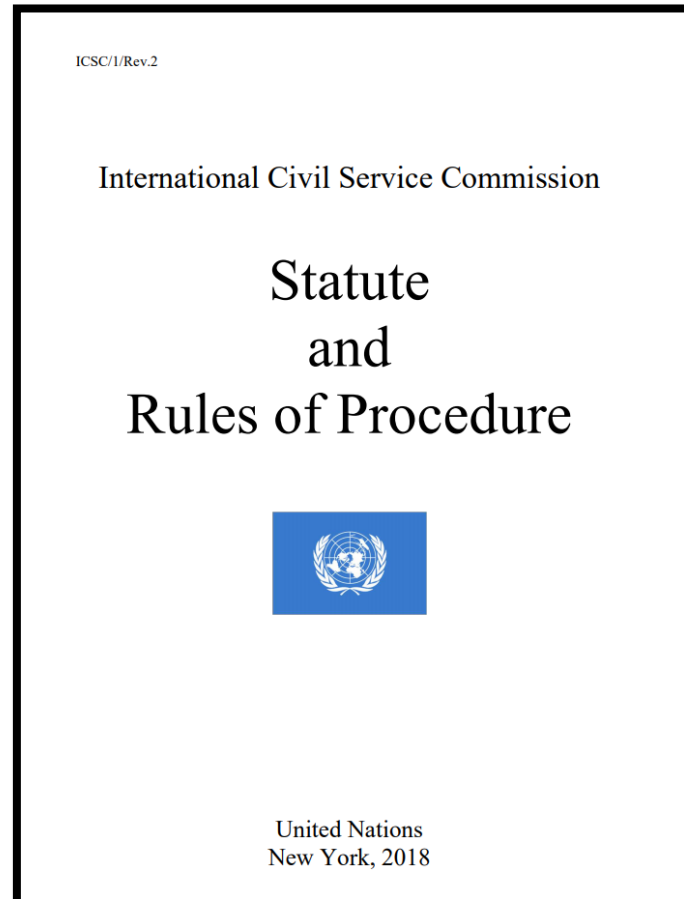 ICSC/1/Rev.2
International Civil Service Commission
Statute
and
Rules of Procedure
United Nations
New York, 2018